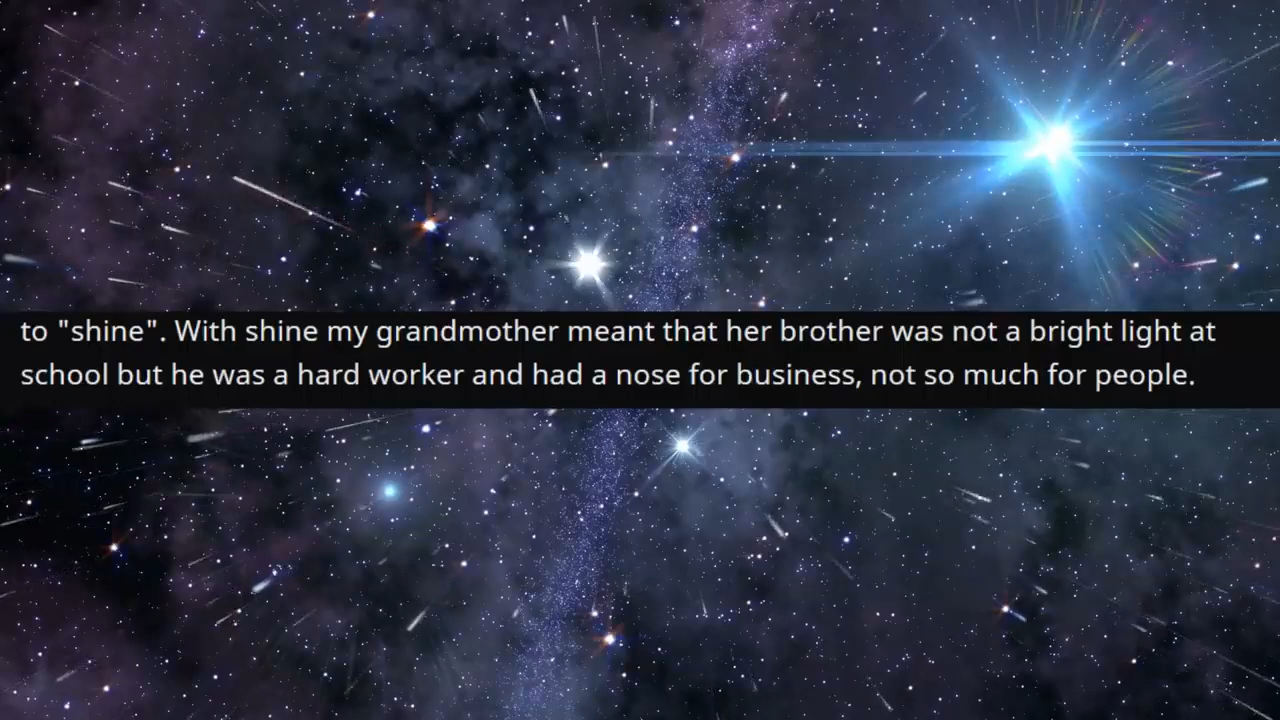 to "shine". With shine my grandmother meant that her brother was not a bright light at
school but he was a hard worker and had a nose for business, not so much for people.